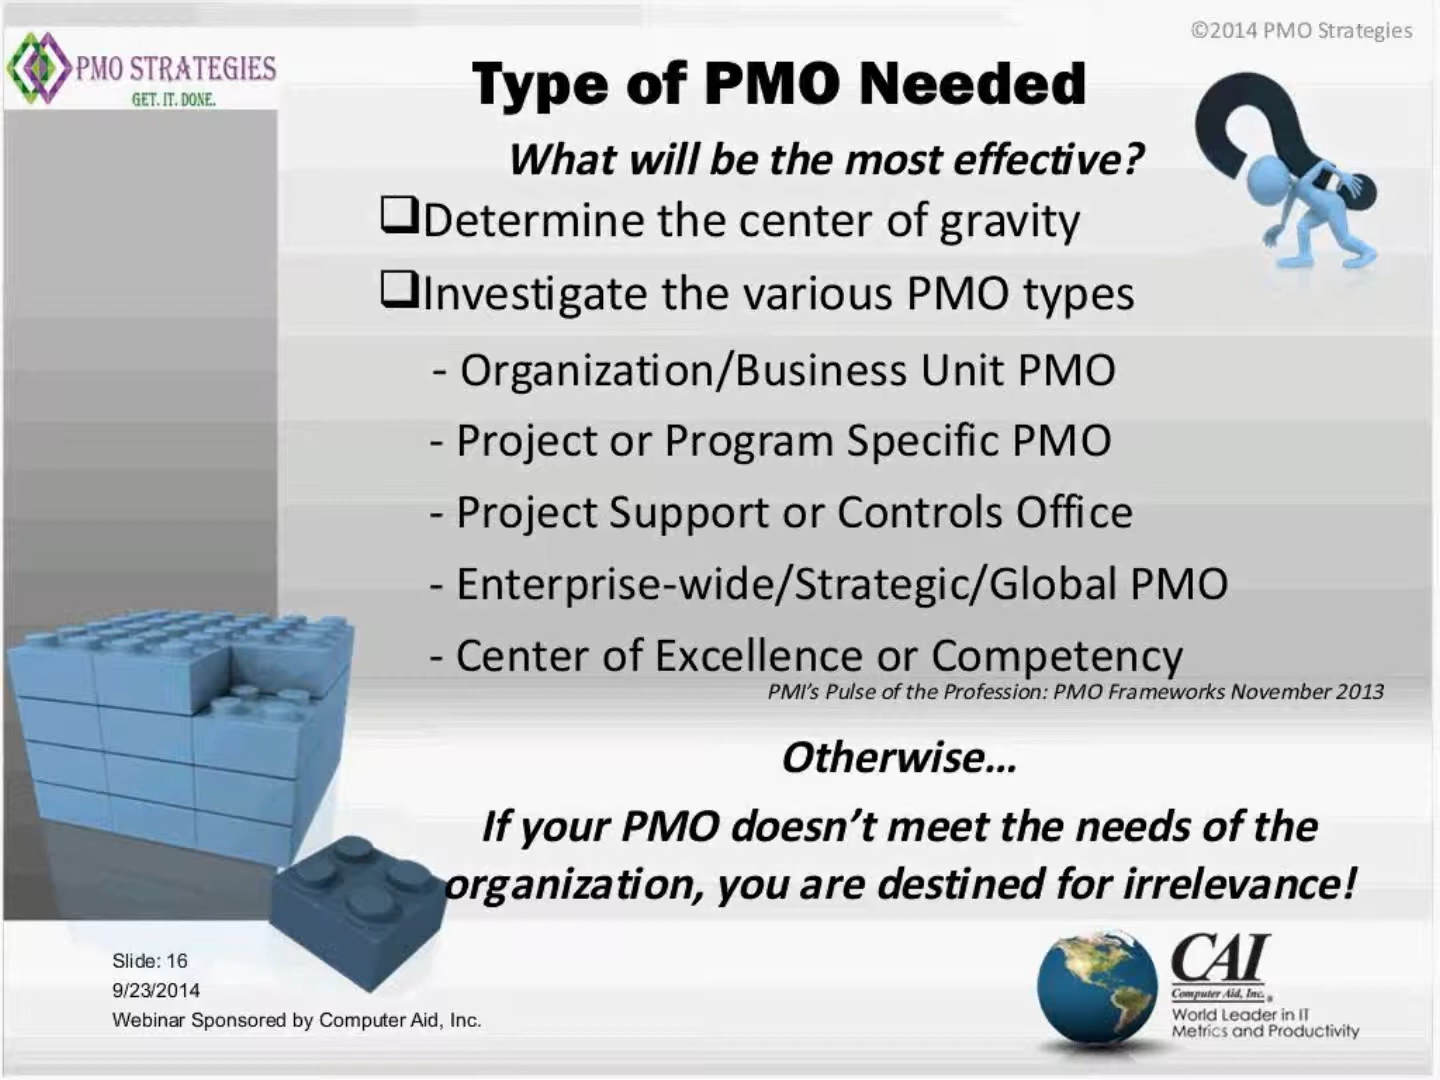 ©2014 PMO Strategies
PMO STRATEGIES
GET. IT. DONE.
Type of PMO Needed
What will be the most effective?
❑Determine the center of gravity
❑Investigate the various PMO types
- Organization/Business Unit PMO
- Project or Program Specific PMO
- Project Support or Controls Office
- Enterprise-wide/Strategic/Global PMO
- Center of Excellence or Competency
PMI’s Pulse of the Profession: PMO Frameworks November 2013
Otherwise…
If your PMO doesn’t meet the needs of the
organization, you are destined for irrelevance!
Slide: 16
9/23/2014
Webinar Sponsored by Computer Aid, Inc.
CAI
Computer Aid, Inc.®
World Leader in IT
Metrics and Productivity